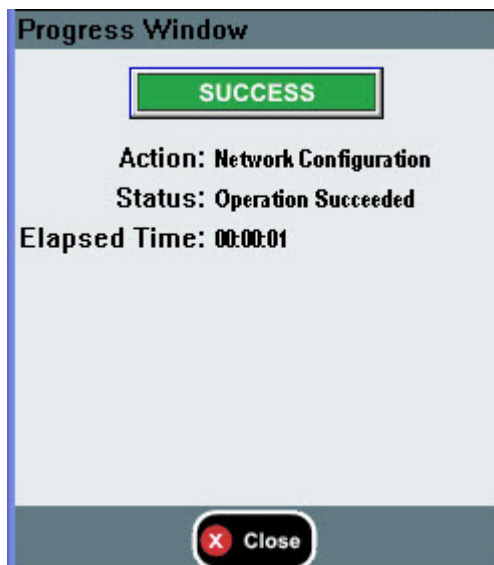 Progress Window
SUCCESS
Action: Network Configuration
Status: Operation Succeeded
Elapsed Time: 00:00:01
X Close